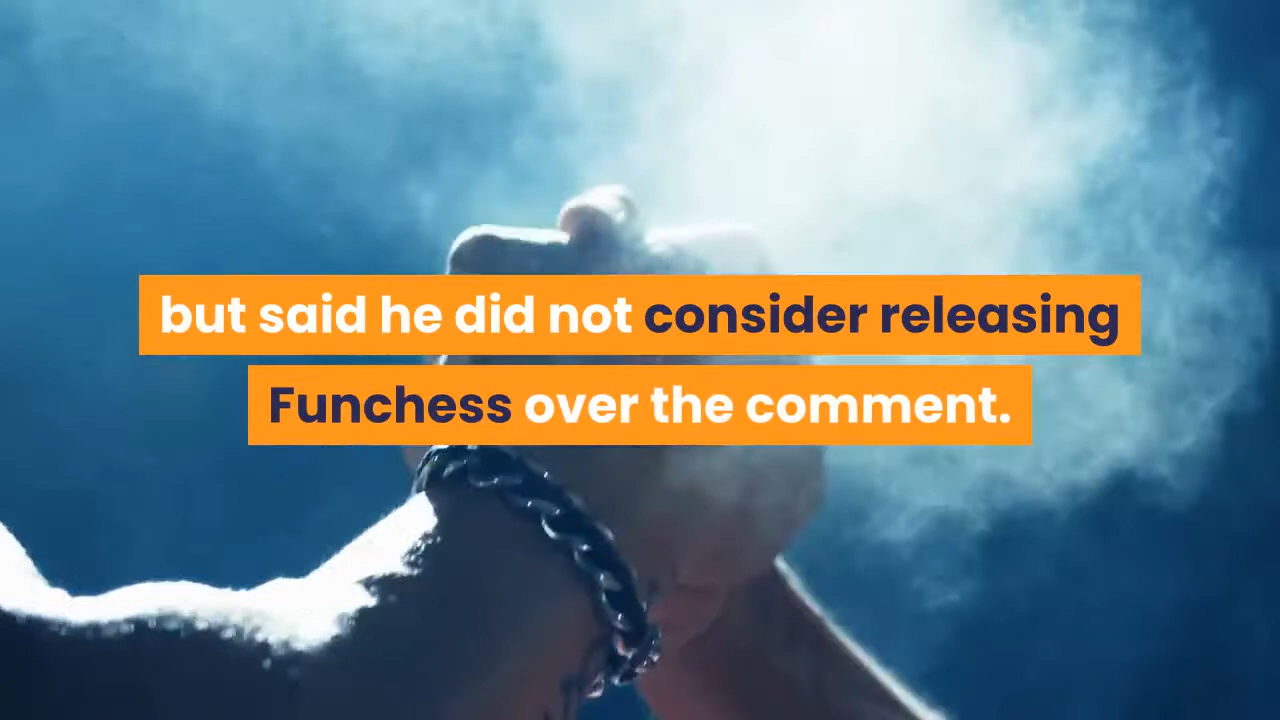 but said he did not consider releasing
Funchess over the comment.